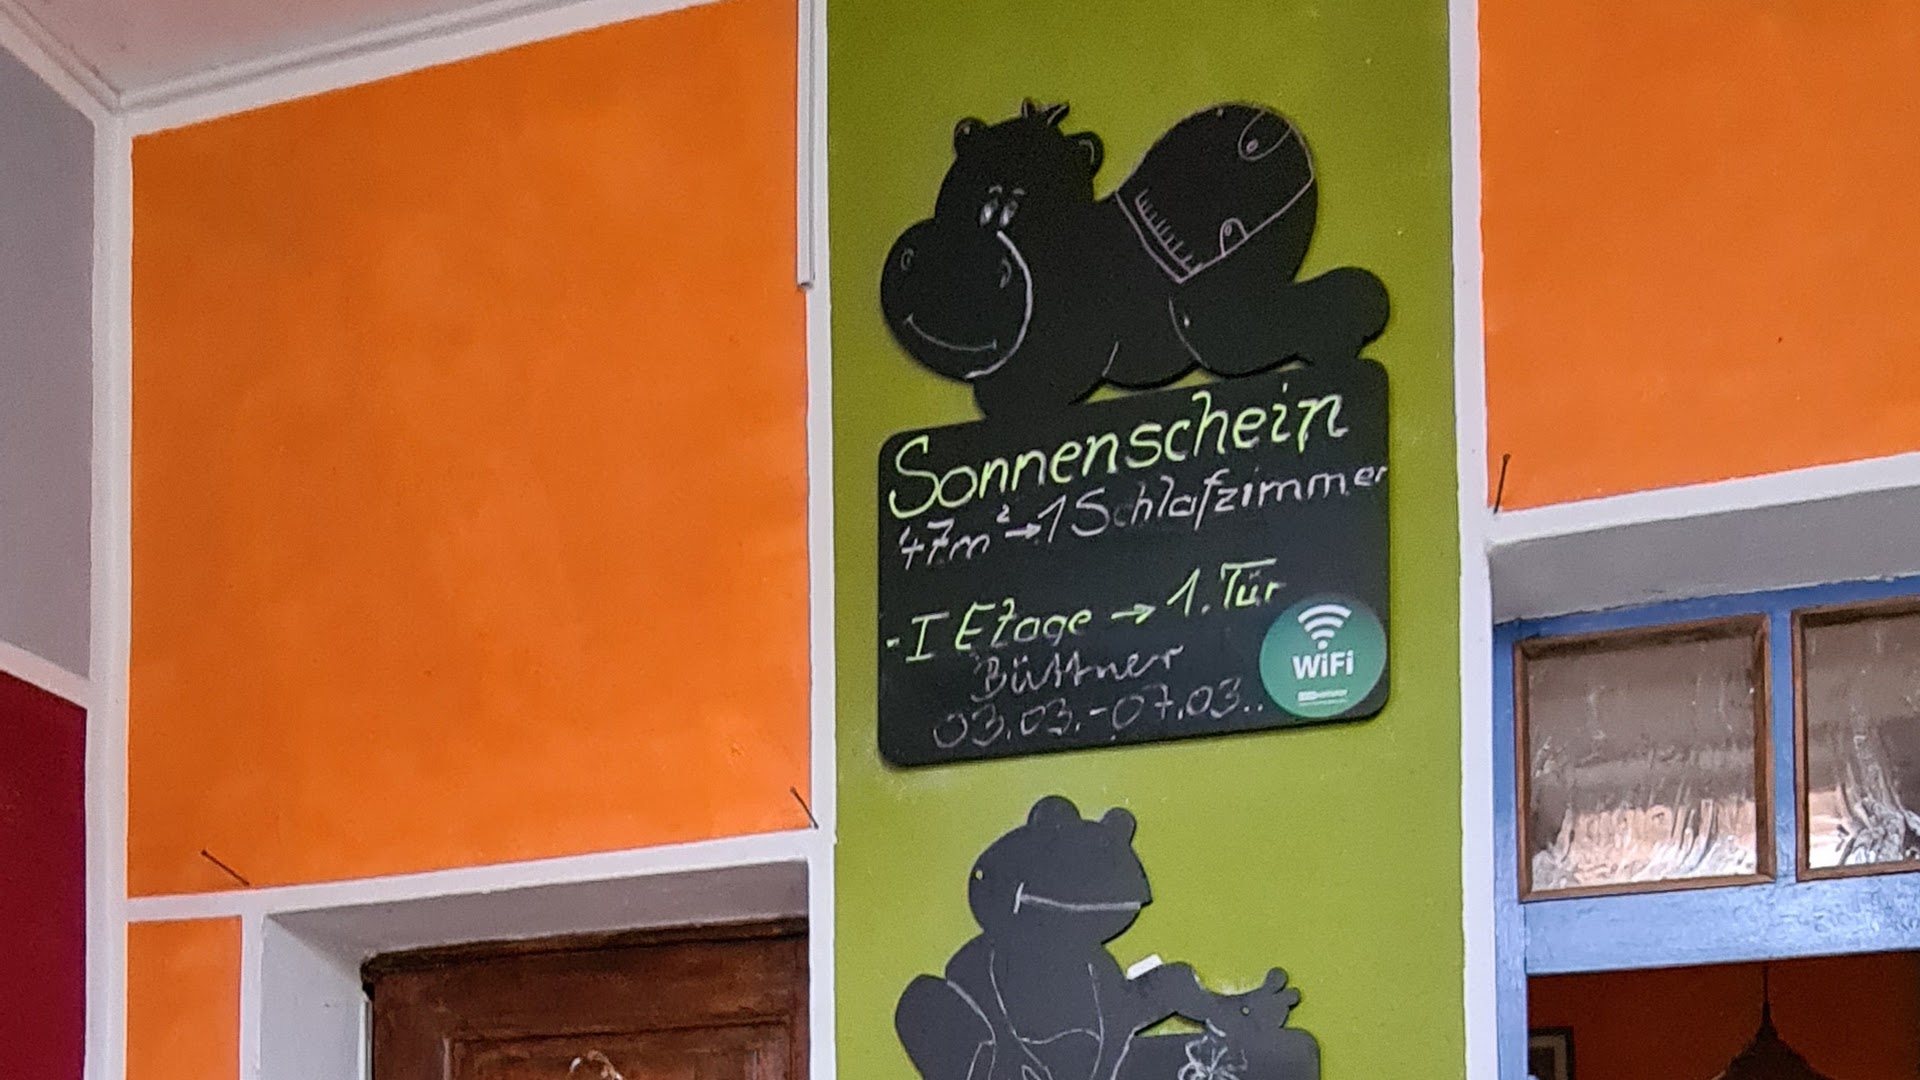 Sonnenschein
47m² → 1 Schlafzimmer
- I Etage → 1. Tür
Büttner
03.03.-07.03..
WiFi